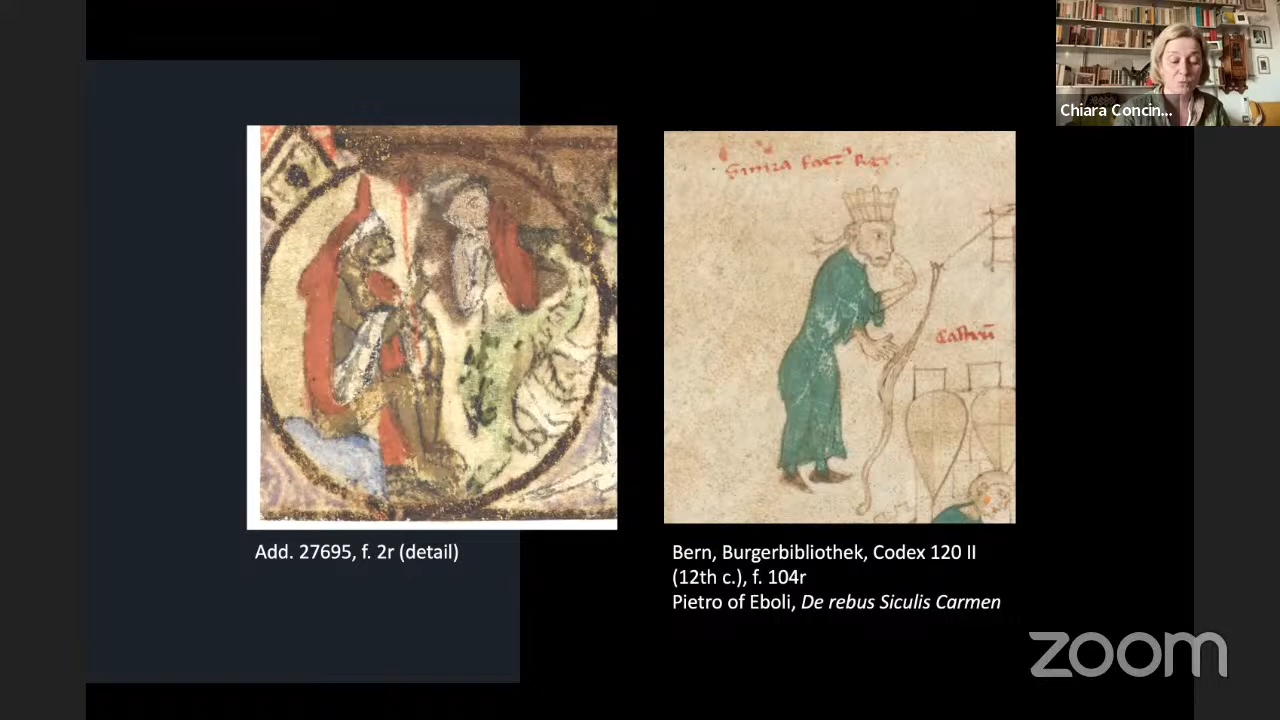 Chiara Concin...
Add. 27695, f. 2r (detail)
Bern, Burgerbibliothek, Codex 120 II
(12th c.), f. 104r
Pietro of Eboli, De rebus Siculis Carmen
zoom